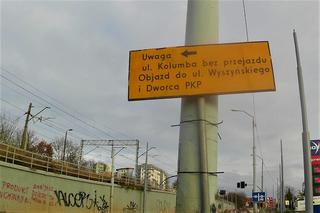 Uwaga
ul. Kolumba bez przejazdu
Objazd do ul. Wyszyńskiego
i Dworca PKP